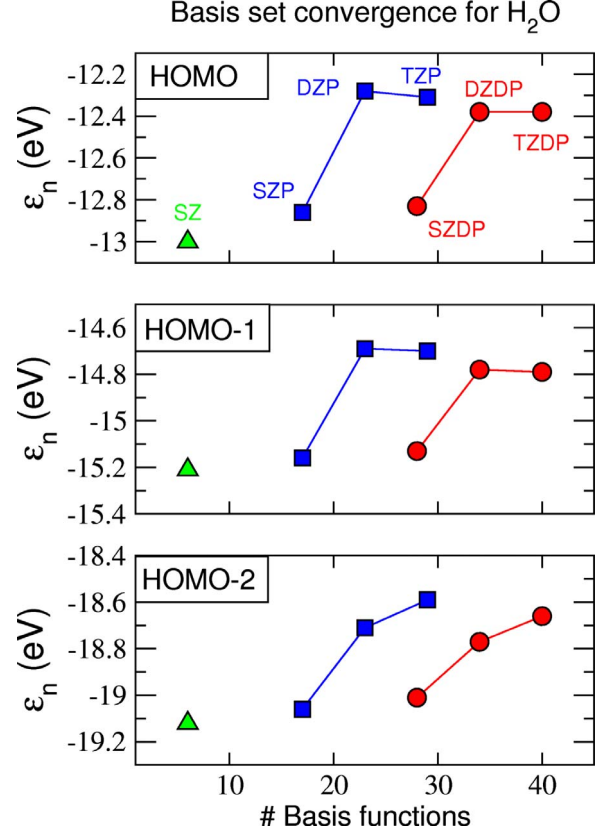 Basis set convergence for H₂O
HOMO
-12.2
-12.4
-12.6
-12.8
-13
εₙ (eV)
SZ
SZP
DZP
TZP
SZDP
DZDP
TZDP
HOMO-1
-14.6
-14.8
-15
-15.2
-15.4
εₙ (eV)
HOMO-2
-18.4
-18.6
-18.8
-19
-19.2
εₙ (eV)
10 20 30 40
# Basis functions